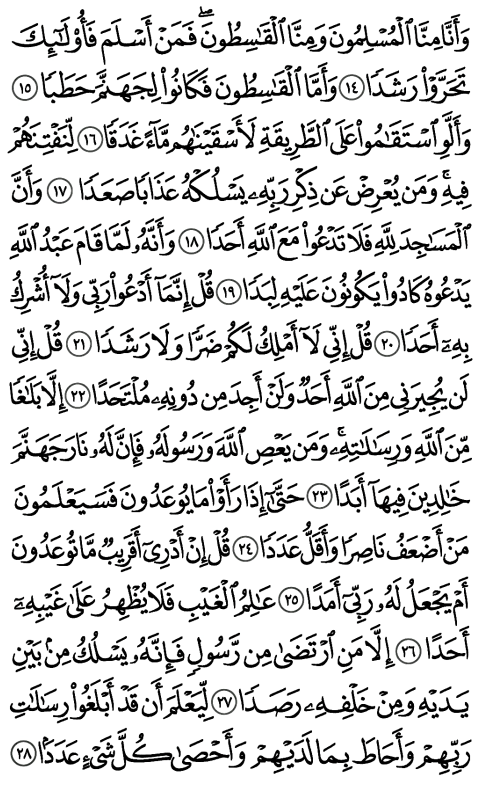 وَأَنَّا مِنَّا ٱلْمُسْلِمُونَ وَمِنَّا ٱلْقَٰسِطُونَۖ فَمَنْ أَسْلَمَ فَأُو۟لَٰٓئِكَ
تَحَرَّوْا۟ رَشَدًا ١٤ وَأَمَّا ٱلْقَٰسِطُونَ فَكَانُوا۟ لِجَهَنَّمَ حَطَبًا ١٥
وَأَلَّوِ ٱسْتَقَٰمُوا۟ عَلَى ٱلطَّرِيقَةِ لَأَسْقَيْنَٰهُم مَّآءً غَدَقًا ١٦ لِّنَفْتِنَهُمْ
فِيهِۚ وَمَن يُعْرِضْ عَن ذِكْرِ رَبِّهِۦ يَسْلُكْهُ عَذَابًا صَعَدًا ١٧ وَأَنَّ
ٱلْمَسَٰجِدَ لِلَّهِ فَلَا تَدْعُوا۟ مَعَ ٱللَّهِ أَحَدًا ١٨ وَأَنَّهُۥ لَمَّا قَامَ عَبْدُ ٱللَّهِ
يَدْعُوهُ كَادُوا۟ يَكُونُونَ عَلَيْهِ لِبَدًا ١٩ قُلْ إِنَّمَآ أَدْعُوا۟ رَبِّى وَلَآ أُشْرِكُ
بِهِۦٓ أَحَدًا ٢٠ قُلْ إِنِّى لَآ أَمْلِكُ لَكُمْ ضَرًّا وَلَا رَشَدًا ٢١ قُلْ إِنِّى
لَن يُجِيرَنِى مِنَ ٱللَّهِ أَحَدٌ وَلَنْ أَجِدَ مِن دُونِهِۦ مُلْتَحَدًا ٢٢ إِلَّا بَلَٰغًا
مِّنَ ٱللَّهِ وَرِسَٰلَٰتِهِۦۚ وَمَن يَعْصِ ٱللَّهَ وَرَسُولَهُۥ فَإِنَّ لَهُۥ نَارَ جَهَنَّمَ
خَٰلِدِينَ فِيهَآ أَبَدًا ٢٣ حَتَّىٰٓ إِذَا رَأَوْا۟ مَا يُوعَدُونَ فَسَيَعْلَمُونَ
مَنْ أَضْعَفُ نَاصِرًا وَأَقَلُّ عَدَدًا ٢٤ قُلْ إِنْ أَدْرِىٓ أَقَرِيبٌ مَّا تُوعَدُونَ
أَمْ يَجْعَلُ لَهُۥ رَبِّىٓ أَمَدًا ٢٥ عَٰلِمُ ٱلْغَيْبِ فَلَا يُظْهِرُ عَلَىٰ غَيْبِهِۦٓ
أَحَدًا ٢٦ إِلَّا مَنِ ٱرْتَضَىٰ مِن رَّسُولٍ فَإِنَّهُۥ يَسْلُكُ مِنۢ بَيْنِ
يَدَيْهِ وَمِنْ خَلْفِهِۦ رَصَدًا ٢٧ لِّيَعْلَمَ أَن قَدْ أَبْلَغُوا۟ رِسَٰلَٰتِ
رَبِّهِمْ وَأَحَاطَ بِمَا لَدَيْهِمْ وَأَحْصَىٰ كُلَّ شَىْءٍ عَدَدًۢا ٢٨